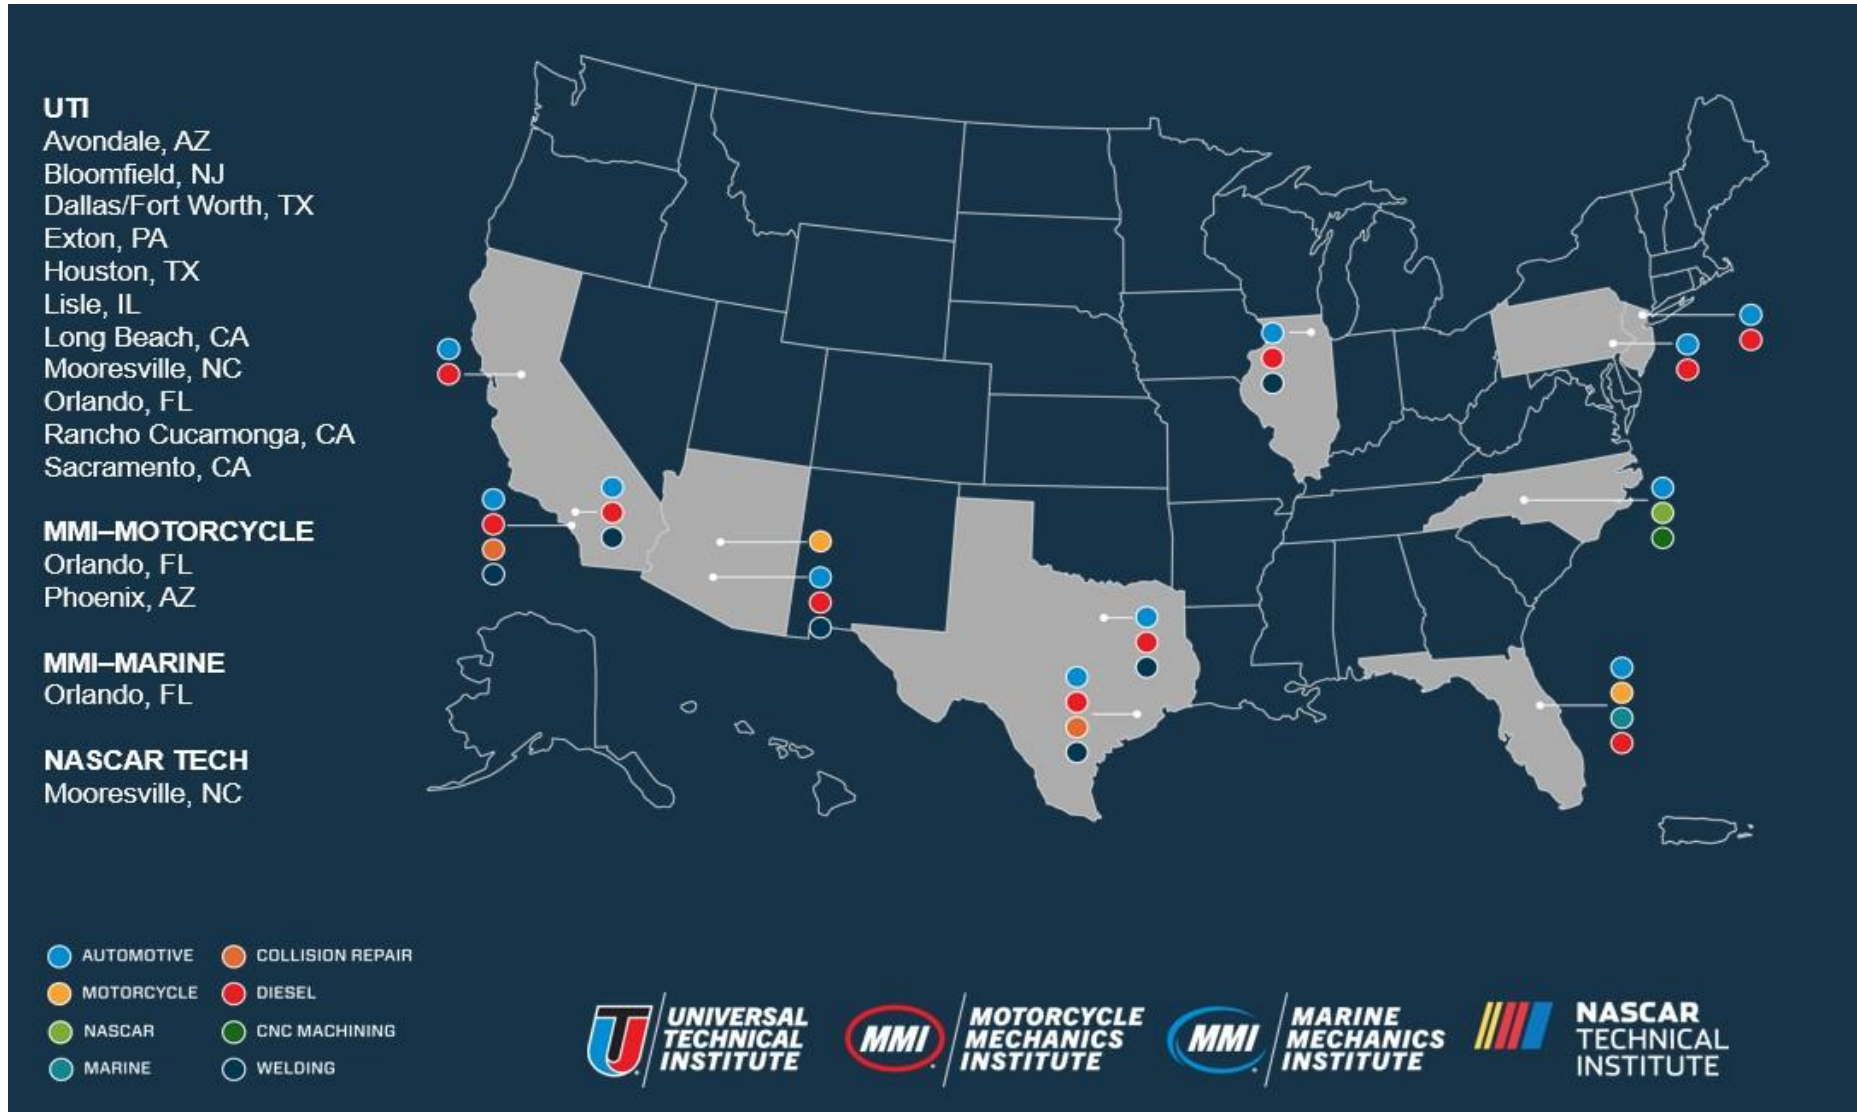 UTI
Avondale, AZ
Bloomfield, NJ
Dallas/Fort Worth, TX
Exton, PA
Houston, TX
Lisle, IL
Long Beach, CA
Mooresville, NC
Orlando, FL
Rancho Cucamonga, CA
Sacramento, CA
MMI–MOTORCYCLE
Orlando, FL
Phoenix, AZ
MMI–MARINE
Orlando, FL
NASCAR TECH
Mooresville, NC
AUTOMOTIVE
MOTORCYCLE
NASCAR
MARINE
COLLISION REPAIR
DIESEL
CNC MACHINING
WELDING
UNIVERSAL
TECHNICAL
INSTITUTE
MMI
MOTORCYCLE
MECHANICS
INSTITUTE
MMI
MARINE
MECHANICS
INSTITUTE
NASCAR
TECHNICAL
INSTITUTE